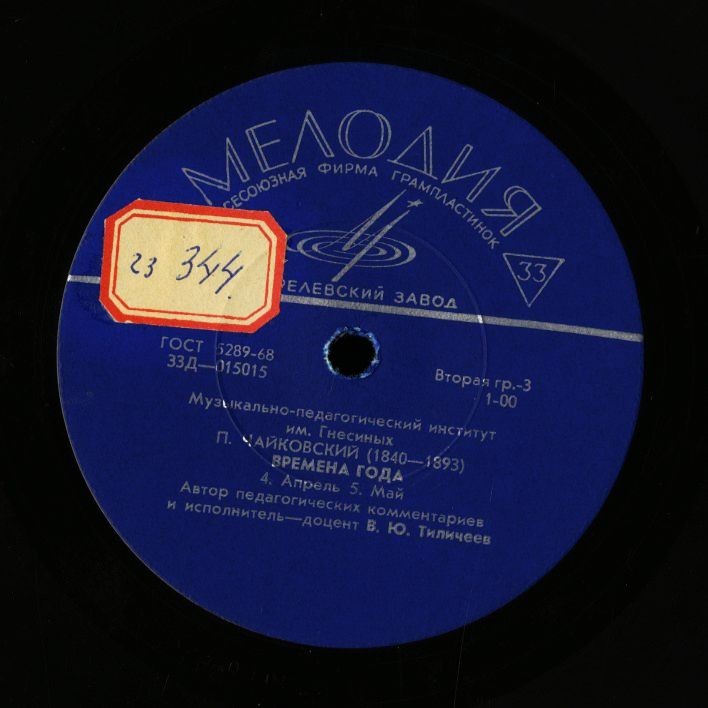 МЕЛОДИЯ
СЕСОЮЗНАЯ ФИРМА ГРАМПЛАСТИНОК
33
23 344.
РЕЛЕВСКИЙ ЗАВОД
ГОСТ 5289-68
33Д—015015
Вторая гр.-3
1-00
Музыкально-педагогический институт
им. Гнесиных
П. ЧАЙКОВСКИЙ (1840—1893)
ВРЕМЕНА ГОДА
4. Апрель 5. Май
Автор педагогических комментариев
и исполнитель—доцент В. Ю. Тиличеев